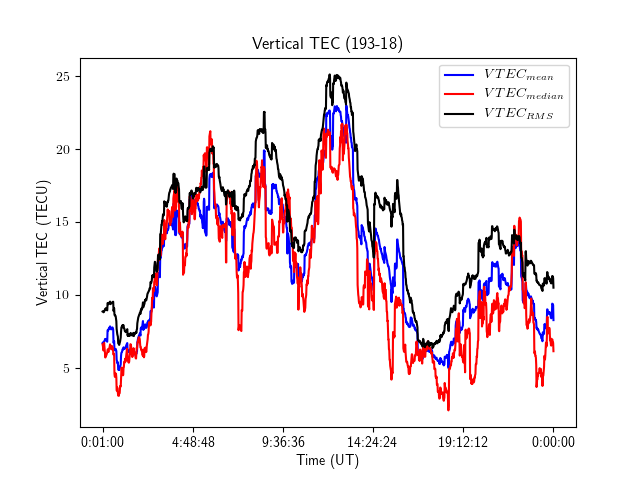 Vertical TEC (193-18)
VTEC_mean
VTEC_median
VTEC_RMS
25
20
15
10
5
Vertical TEC (TECU)
0:01:00 4:48:48 9:36:36 14:24:24 19:12:12 0:00:00
Time (UT)